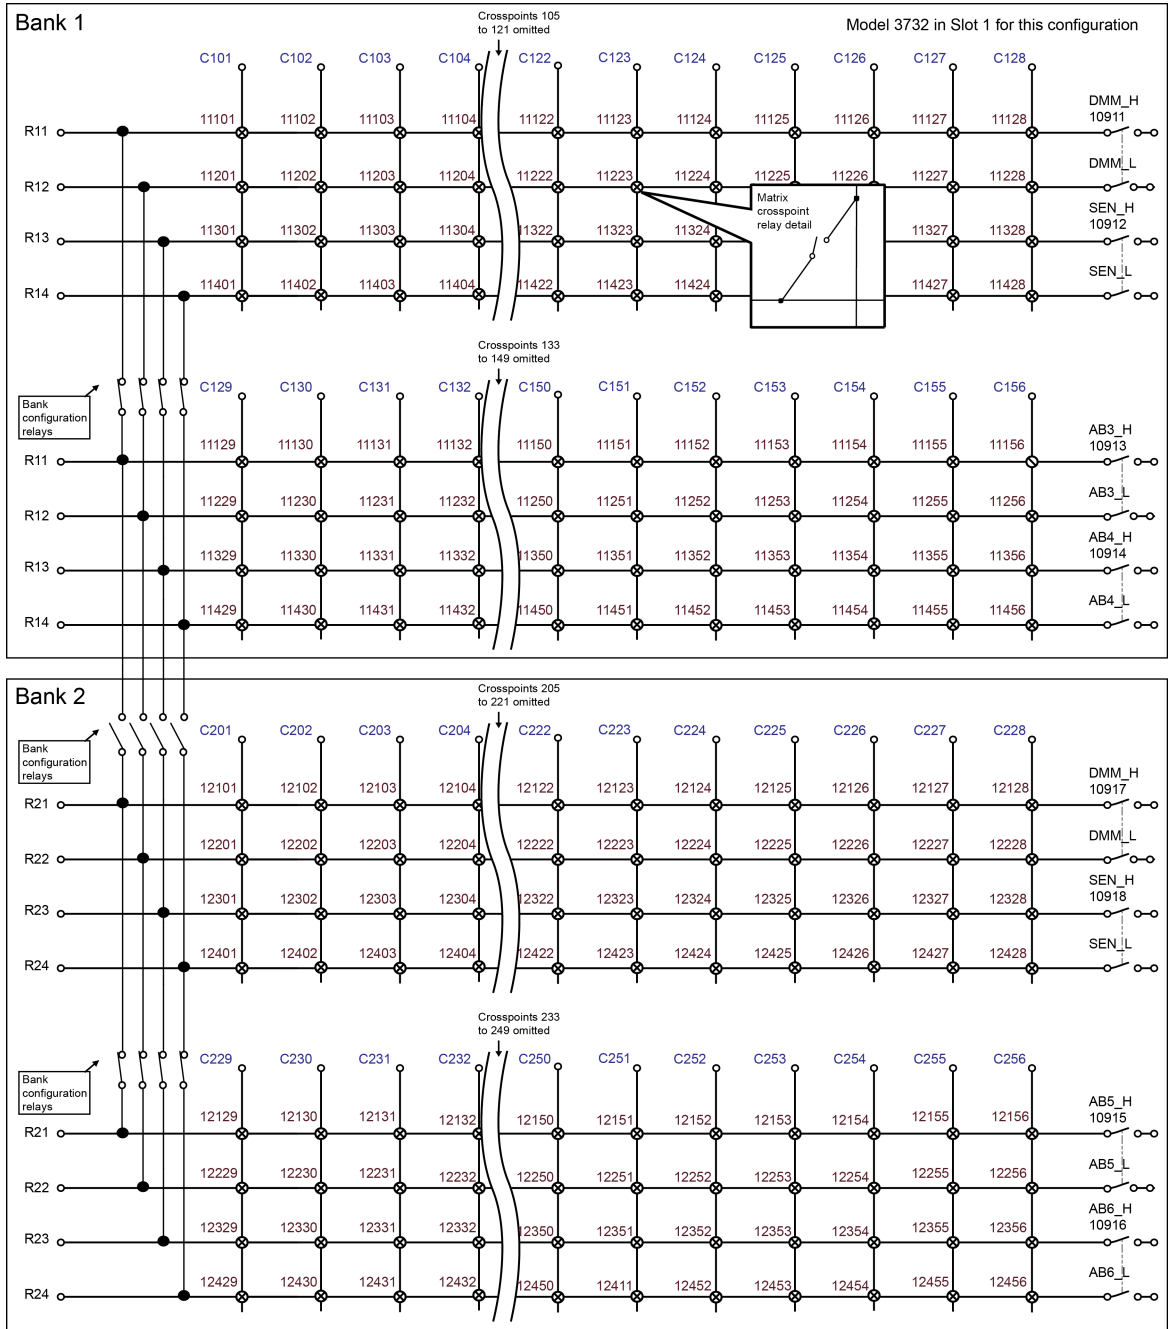 Bank 1
Crosspoints 105
to 121 omitted
Model 3732 in Slot 1 for this configuration
C101 C102 C103 C104 C122 C123 C124 C125 C126 C127 C128
DMM_H
R11 11101 11102 11103 11104 11122 11123 11124 11125 11126 11127 11128 10911
R12 11201 11202 11203 11204 11222 11223 11224 11225 11226 11227 11228 DMM_L
Matrix
crosspoint
relay detail
SEN_H
R13 11301 11302 11303 11304 11322 11323 11324 11327 11328 10912
R14 11401 11402 11403 11404 11422 11423 11424 11427 11428 SEN_L
Crosspoints 133
to 149 omitted
Bank
configuration
relays
C129 C130 C131 C132 C150 C151 C152 C153 C154 C155 C156
AB3_H
R11 11129 11130 11131 11132 11150 11151 11152 11153 11154 11155 11156 10913
R12 11229 11230 11231 11232 11250 11251 11252 11253 11254 11255 11256 AB3_L
AB4_H
R13 11329 11330 11331 11332 11350 11351 11352 11353 11354 11355 11356 10914
R14 11429 11430 11431 11432 11450 11451 11452 11453 11454 11455 11456 AB4_L
Bank 2
Crosspoints 205
to 221 omitted
Bank
configuration
relays
C201 C202 C203 C204 C222 C223 C224 C225 C226 C227 C228
DMM_H
R21 12101 12102 12103 12104 12122 12123 12124 12125 12126 12127 12128 10917
R22 12201 12202 12203 12204 12222 12223 12224 12225 12226 12227 12228 DMM_L
SEN_H
R23 12301 12302 12303 12304 12322 12323 12324 12325 12326 12327 12328 10918
R24 12401 12402 12403 12404 12422 12423 12424 12425 12426 12427 12428 SEN_L
Crosspoints 233
to 249 omitted
Bank
configuration
relays
C229 C230 C231 C232 C250 C251 C252 C253 C254 C255 C256
AB5_H
R21 12129 12130 12131 12132 12150 12151 12152 12153 12154 12155 12156 10915
R22 12229 12230 12231 12232 12250 12251 12252 12253 12254 12255 12256 AB5_L
AB6_H
R23 12329 12330 12331 12332 12350 12351 12352 12353 12354 12355 12356 10916
R24 12429 12430 12431 12432 12450 12411 12452 12453 12454 12455 12456 AB6_L